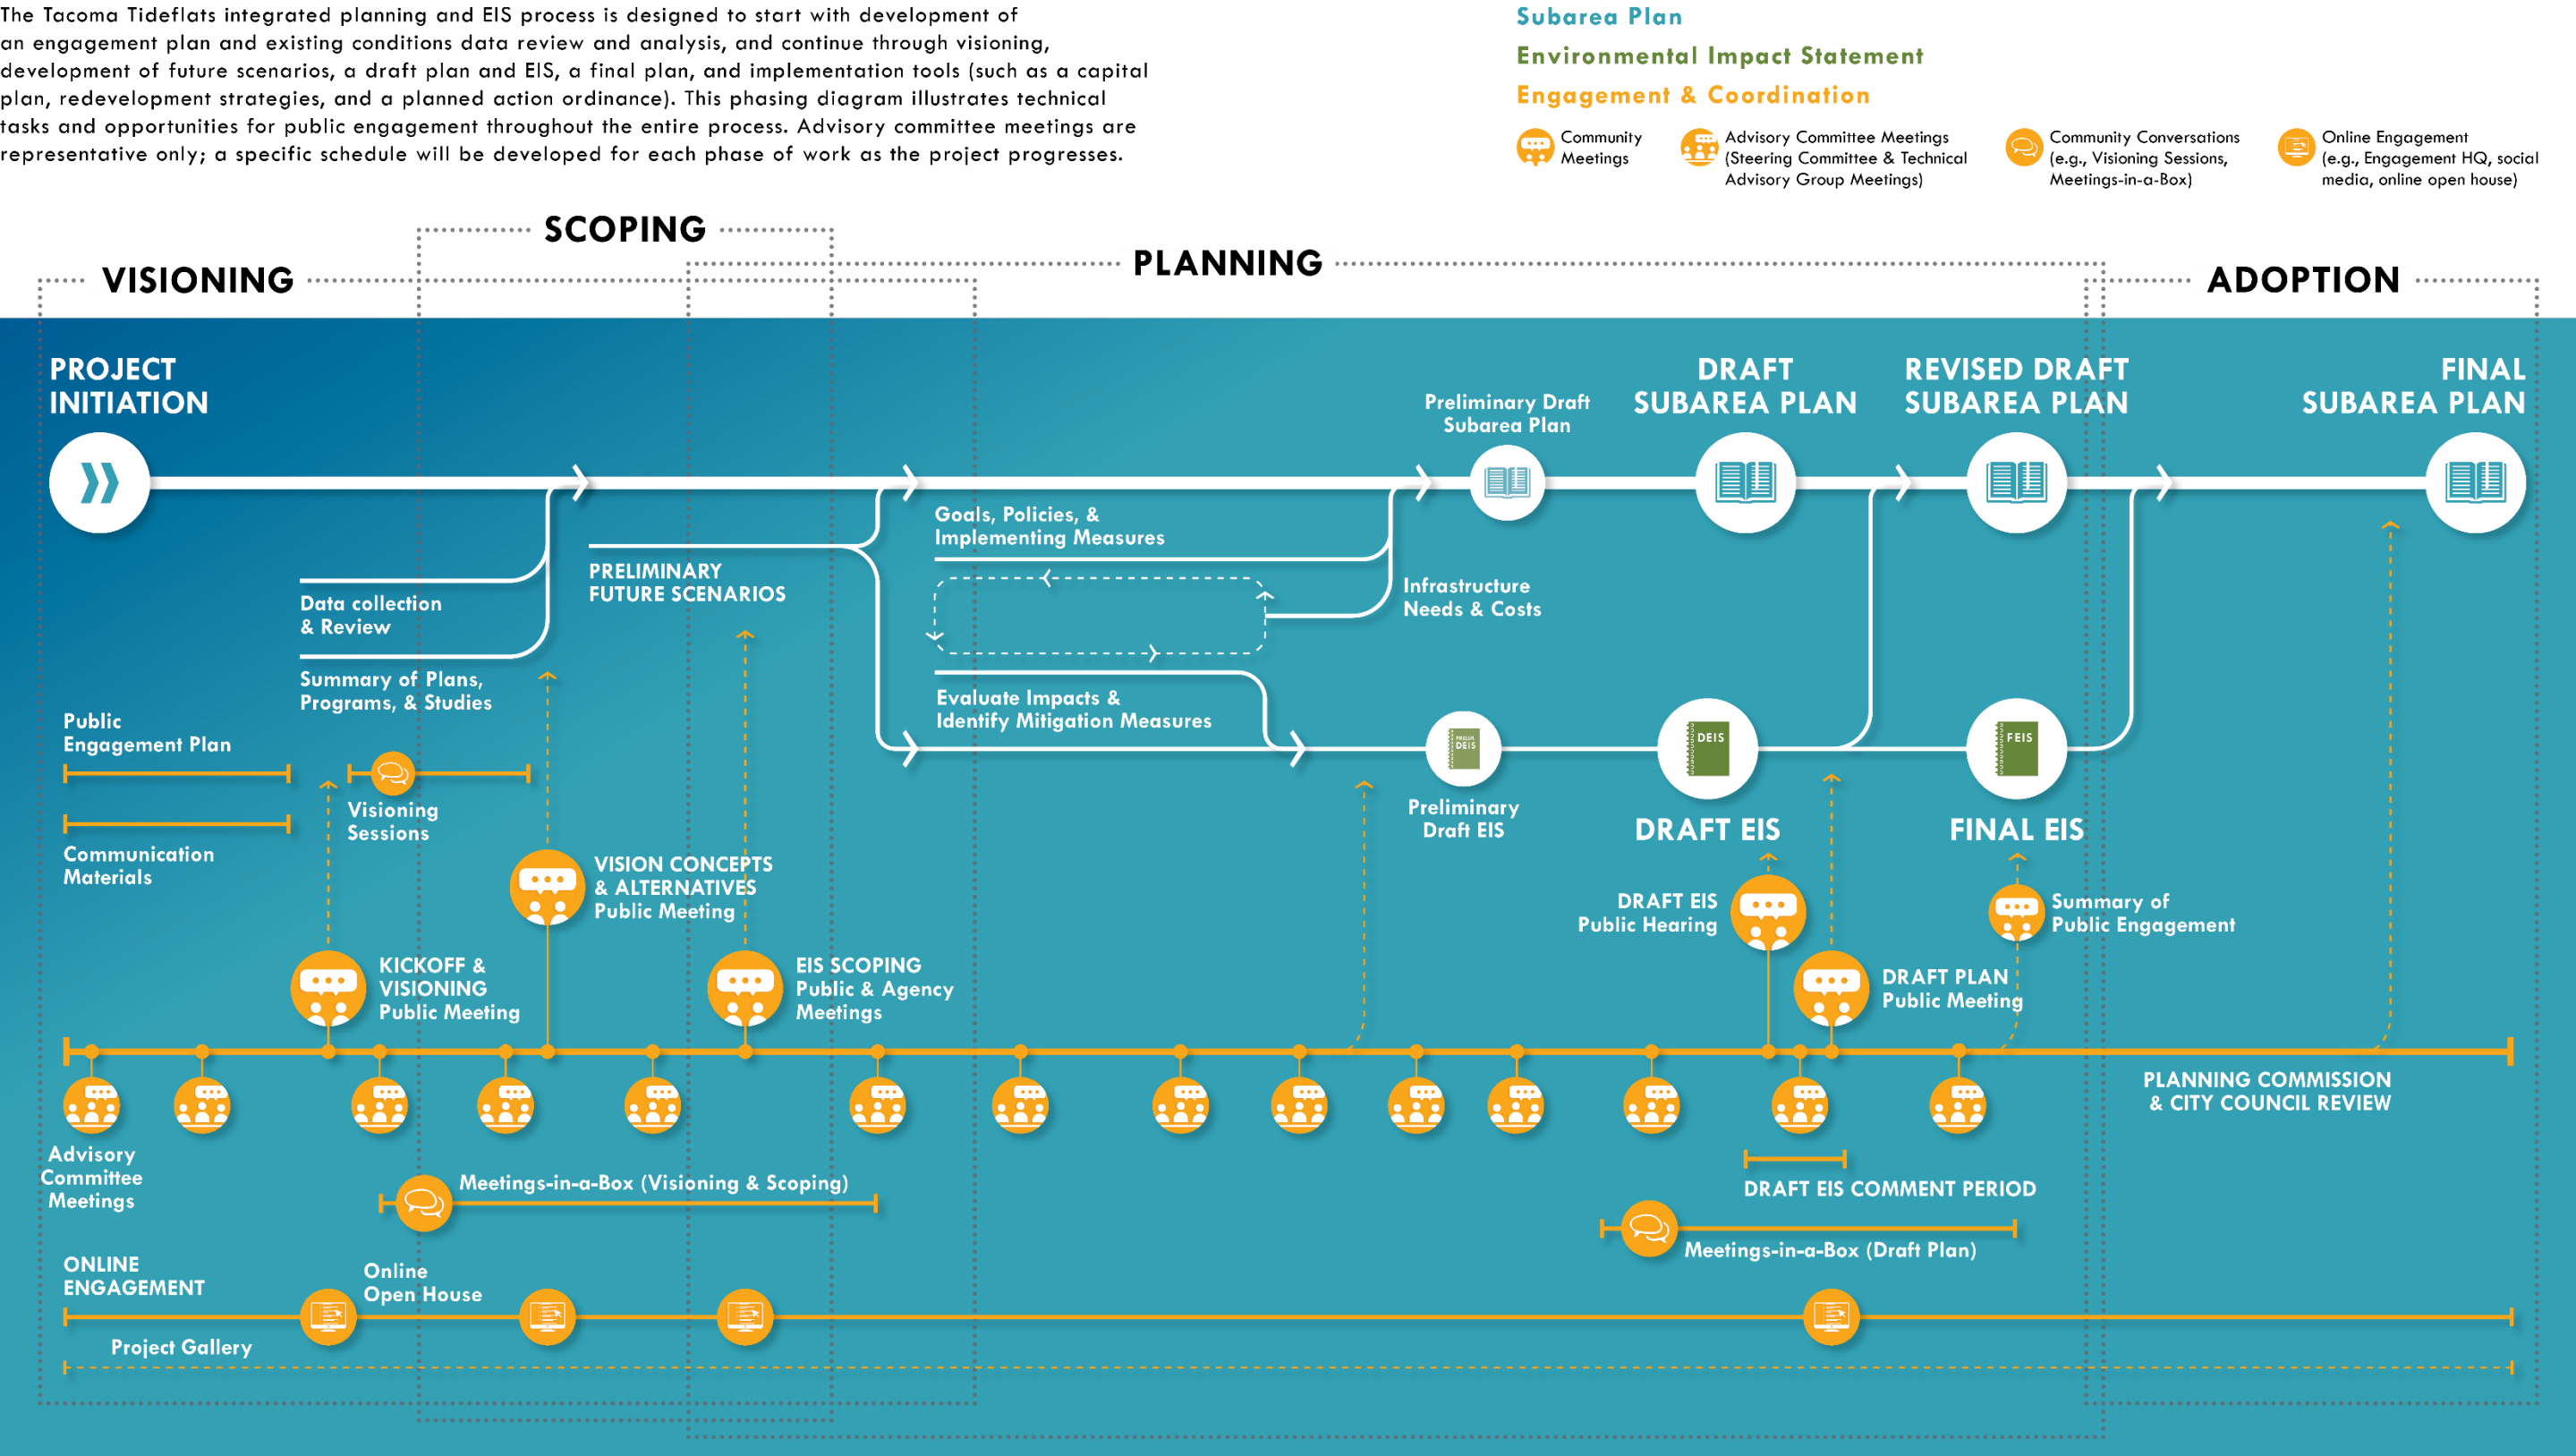 The Tacoma Tideflats integrated planning and EIS process is designed to start with development of
an engagement plan and existing conditions data review and analysis, and continue through visioning,
development of future scenarios, a draft plan and EIS, a final plan, and implementation tools (such as a capital
plan, redevelopment strategies, and a planned action ordinance). This phasing diagram illustrates technical
tasks and opportunities for public engagement throughout the entire process. Advisory committee meetings are
representative only; a specific schedule will be developed for each phase of work as the project progresses.
Subarea Plan
Environmental Impact Statement
Engagement & Coordination
Community
Meetings
Advisory Committee Meetings
(Steering Committee & Technical
Advisory Group Meetings)
Community Conversations
(e.g., Visioning Sessions,
Meetings-in-a-Box)
Online Engagement
(e.g., Engagement HQ, social
media, online open house)
SCOPING
PLANNING
VISIONING
ADOPTION
PROJECT
INITIATION
Preliminary Draft
Subarea Plan
DRAFT
SUBAREA PLAN
REVISED DRAFT
SUBAREA PLAN
FINAL
SUBAREA PLAN
Goals, Policies, &
Implementing Measures
PRELIMINARY
FUTURE SCENARIOS
Infrastructure
Needs & Costs
Data collection
& Review
Summary of Plans,
Programs, & Studies
Evaluate Impacts &
Identify Mitigation Measures
Public
Engagement Plan
PRELIM.
DEIS
DEIS
FEIS
Visioning
Sessions
Preliminary
Draft EIS
DRAFT EIS
FINAL EIS
Communication
Materials
VISION CONCEPTS
& ALTERNATIVES
Public Meeting
DRAFT EIS
Public Hearing
Summary of
Public Engagement
KICKOFF &
VISIONING
Public Meeting
EIS SCOPING
Public & Agency
Meetings
DRAFT PLAN
Public Meeting
PLANNING COMMISSION
& CITY COUNCIL REVIEW
Advisory
Committee
Meetings
Meetings-in-a-Box (Visioning & Scoping)
DRAFT EIS COMMENT PERIOD
Meetings-in-a-Box (Draft Plan)
ONLINE
ENGAGEMENT
Online
Open House
Project Gallery